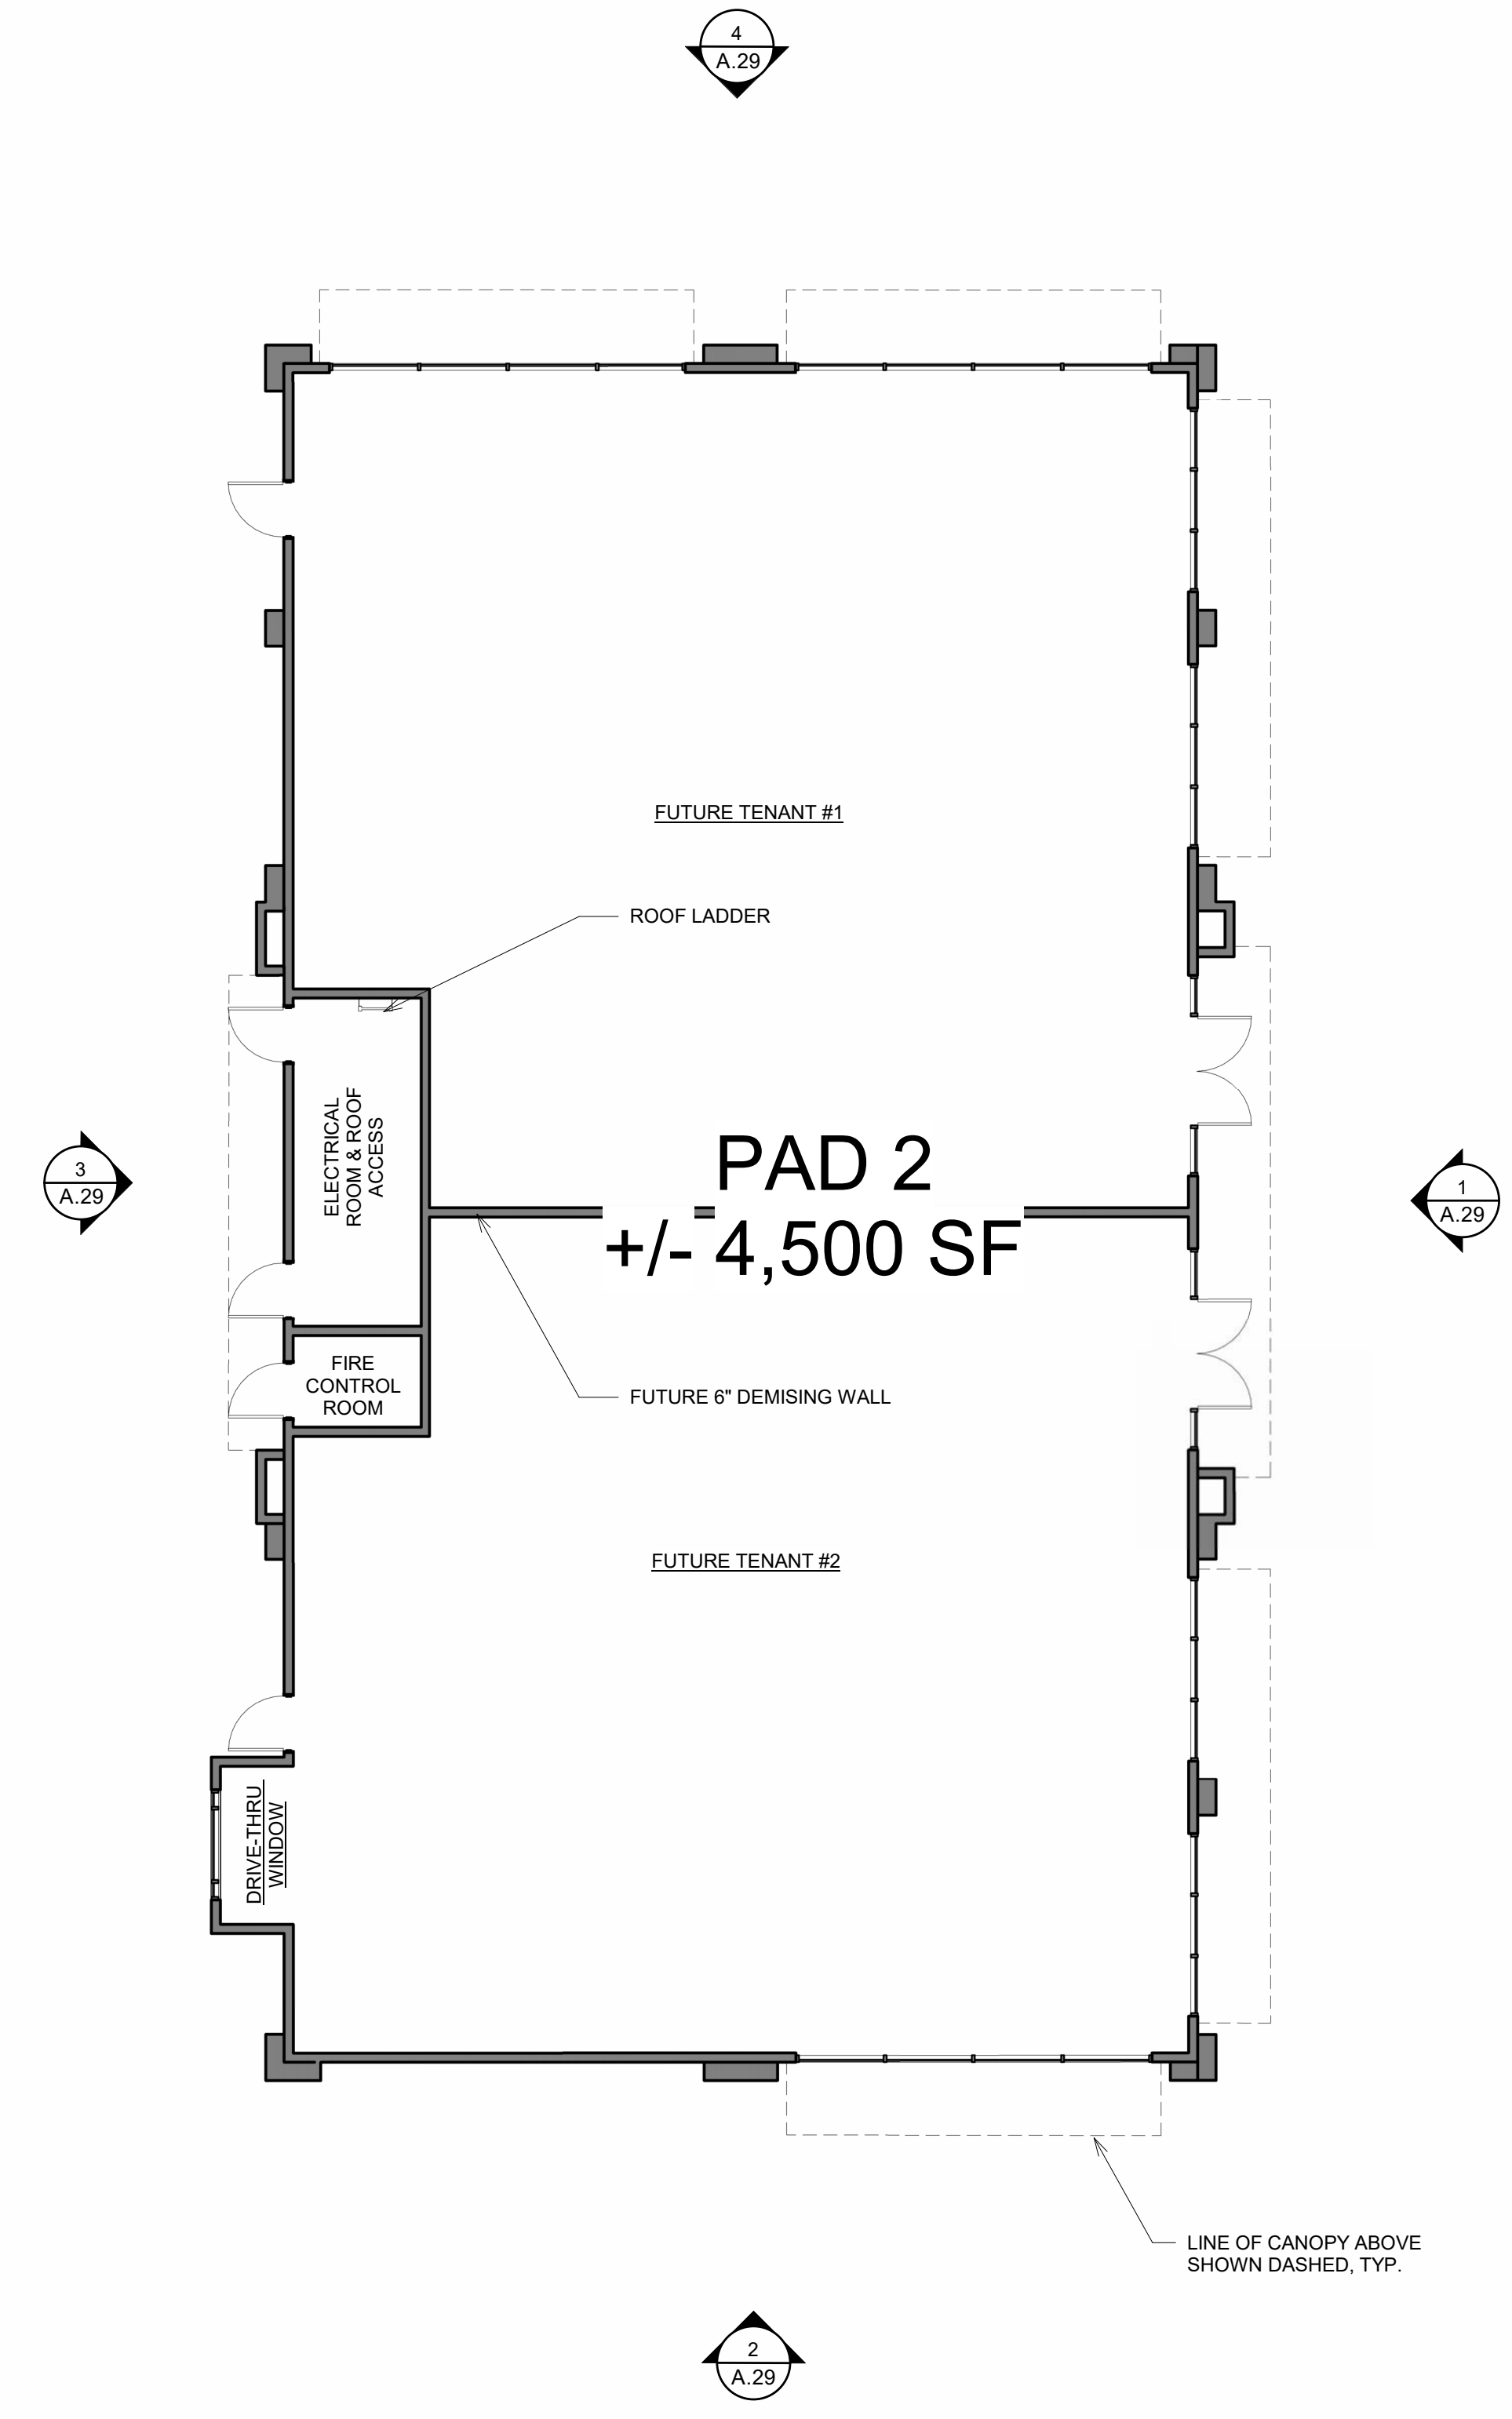 4
A.29
FUTURE TENANT #1
ROOF LADDER
ELECTRICAL
ROOM & ROOF
ACCESS
PAD 2
+/- 4,500 SF
3
A.29
1
A.29
FIRE
CONTROL
ROOM
FUTURE 6" DEMISING WALL
FUTURE TENANT #2
DRIVE-THRU
WINDOW
LINE OF CANOPY ABOVE
SHOWN DASHED, TYP.
2
A.29